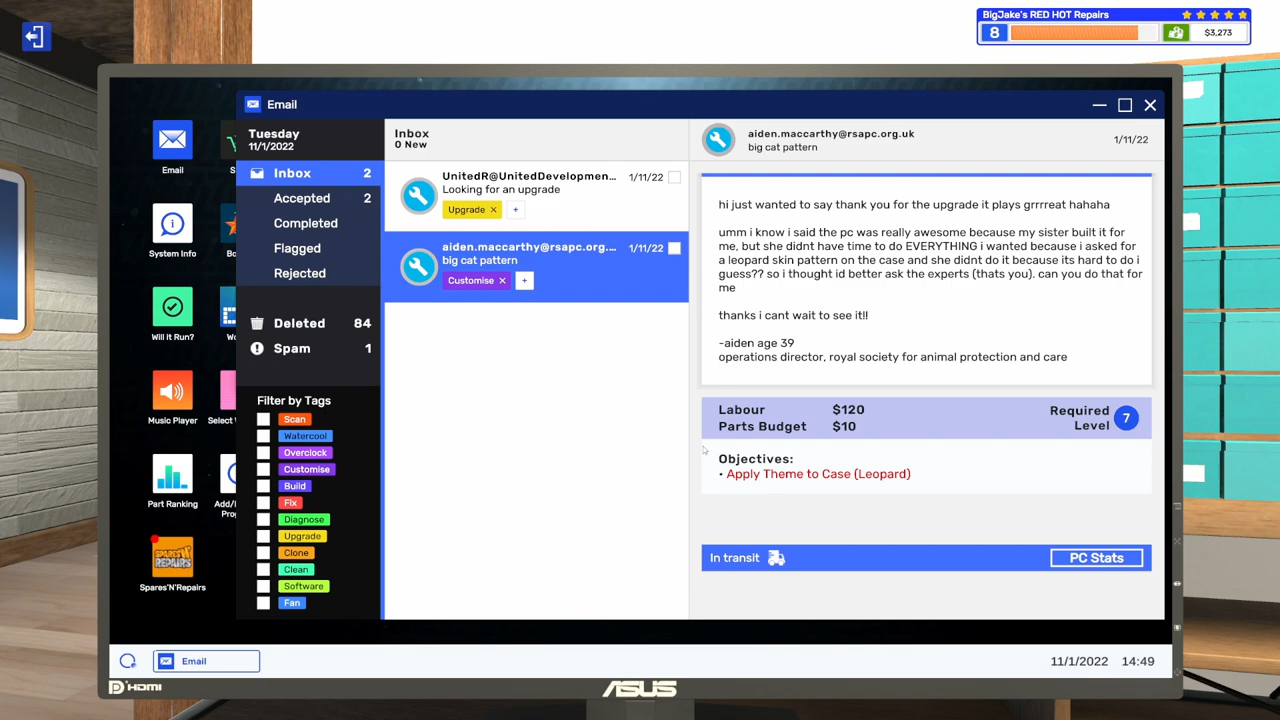 BigJake's RED HOT Repairs
8
$3,273
Email
Tuesday
11/1/2022
Inbox 2
Accepted 2
Completed
Flagged
Rejected
Deleted 84
Spam 1
Filter by Tags
Scan
Watercool
Overclock
Customise
Build
Fix
Diagnose
Upgrade
Clone
Clean
Software
Fan
Inbox
0 New
UnitedR@UnitedDevelopmen... 1/11/22
Looking for an upgrade
Upgrade × +
aiden.maccarthy@rsapc.org.... 1/11/22
big cat pattern
Customise × +
aiden.maccarthy@rsapc.org.uk
big cat pattern
1/11/22
hi just wanted to say thank you for the upgrade it plays grrrreat hahaha
umm i know i said the pc was really awesome because my sister built it for
me, but she didnt have time to do EVERYTHING i wanted because i asked for
a leopard skin pattern on the case and she didnt do it because its hard to do i
guess?? so i thought id better ask the experts (thats you). can you do that for
me
thanks i cant wait to see it!!
-aiden age 39
operations director, royal society for animal protection and care
Labour $120
Parts Budget $10
Required
Level
7
Objectives:
• Apply Theme to Case (Leopard)
In transit
PC Stats
Email
System Info
Will it Run?
Music Player
Select
Part Ranking
Add/
Spares'N'Repairs
SPARES'N'
REPAIRS
Email
11/1/2022 14:49
HDMI
ASUS